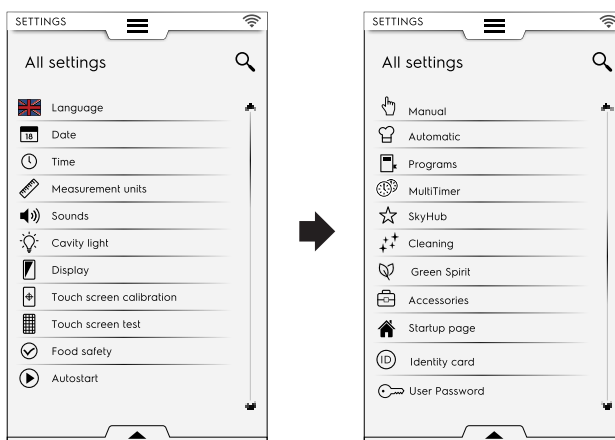 SETTINGS
All settings
Language
18 Date
Time
Measurement units
Sounds
Cavity light
Display
Touch screen calibration
Touch screen test
Food safety
Autostart
SETTINGS
All settings
Manual
Automatic
Programs
MultiTimer
SkyHub
Cleaning
Green Spirit
Accessories
Startup page
ID Identity card
User Password